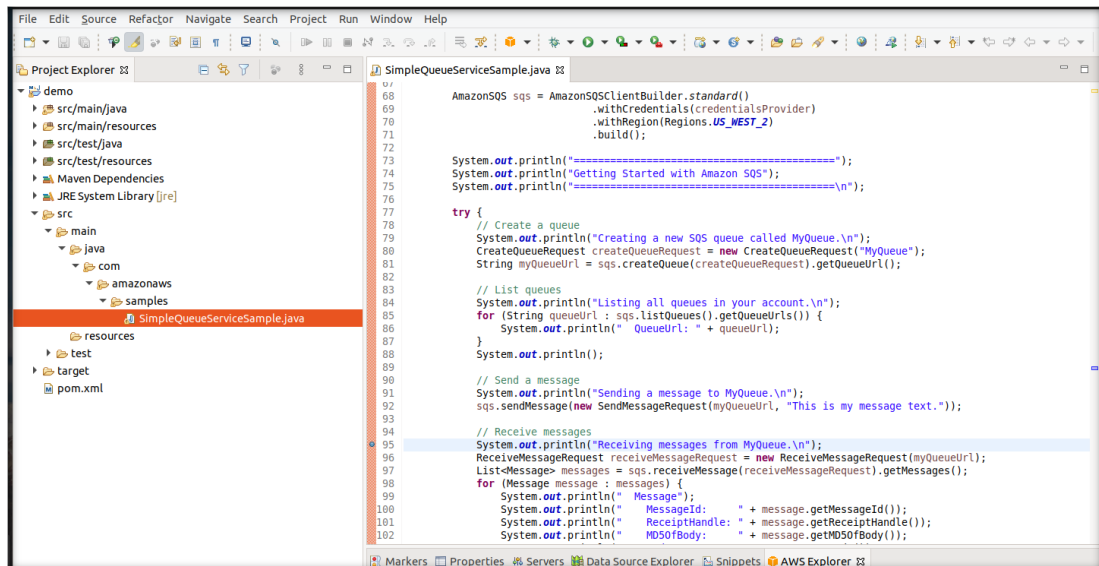 File Edit Source Refactor Navigate Search Project Run Window Help
Project Explorer
demo
src/main/java
src/main/resources
src/test/java
src/test/resources
Maven Dependencies
JRE System Library [jre]
src
main
java
com
amazonaws
samples
SimpleQueueServiceSample.java
resources
test
target
pom.xml
SimpleQueueServiceSample.java
67
68 AmazonSQS sqs = AmazonSQSClientBuilder.standard()
69 .withCredentials(credentialsProvider)
70 .withRegion(Regions.US_WEST_2)
71 .build();
72
73 System.out.println("===========================================");
74 System.out.println("Getting Started with Amazon SQS");
75 System.out.println("===========================================\n");
76
77 try {
78 // Create a queue
79 System.out.println("Creating a new SQS queue called MyQueue.\n");
80 CreateQueueRequest createQueueRequest = new CreateQueueRequest("MyQueue");
81 String myQueueUrl = sqs.createQueue(createQueueRequest).getQueueUrl();
82
83 // List queues
84 System.out.println("Listing all queues in your account.\n");
85 for (String queueUrl : sqs.listQueues().getQueueUrls()) {
86 System.out.println("  QueueUrl: " + queueUrl);
87 }
88 System.out.println();
89
90 // Send a message
91 System.out.println("Sending a message to MyQueue.\n");
92 sqs.sendMessage(new SendMessageRequest(myQueueUrl, "This is my message text."));
93
94 // Receive messages
95 System.out.println("Receiving messages from MyQueue.\n");
96 ReceiveMessageRequest receiveMessageRequest = new ReceiveMessageRequest(myQueueUrl);
97 List<Message> messages = sqs.receiveMessage(receiveMessageRequest).getMessages();
98 for (Message message : messages) {
99 System.out.println("  Message");
100 System.out.println("    MessageId:     " + message.getMessageId());
101 System.out.println("    ReceiptHandle: " + message.getReceiptHandle());
102 System.out.println("    MD5OfBody:     " + message.getMD5OfBody());
Markers Properties Servers Data Source Explorer Snippets AWS Explorer